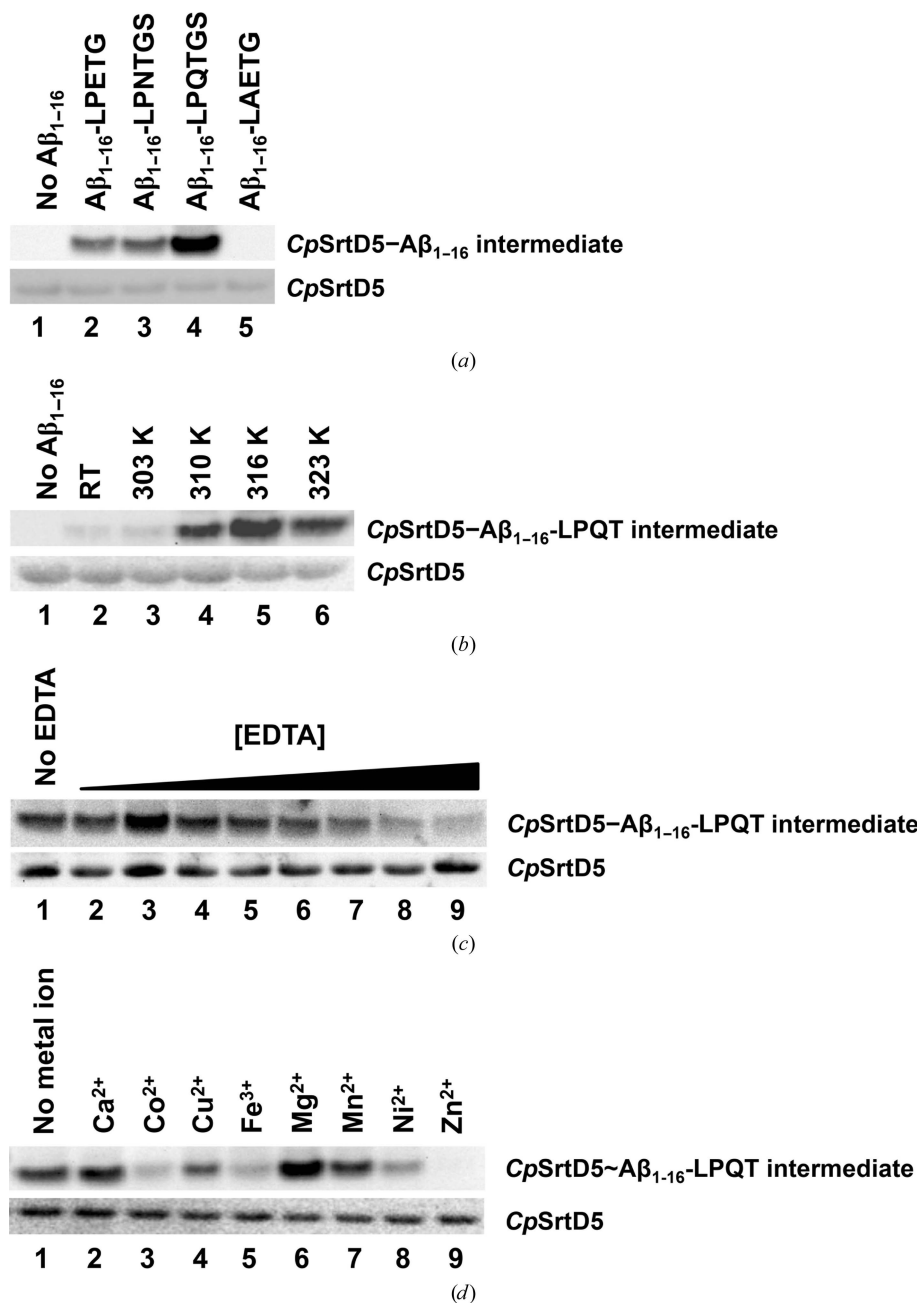 No Aβ1–16
Aβ1–16-LPETG
Aβ1–16-LPNTGS
Aβ1–16-LPQTGS
Aβ1–16-LAETG
CpSrtD5–Aβ1–16 intermediate
CpSrtD5
1 2 3 4 5
(a)
No Aβ1–16
RT
303 K
310 K
316 K
323 K
CpSrtD5–Aβ1–16-LPQT intermediate
CpSrtD5
1 2 3 4 5 6
(b)
No EDTA
[EDTA]
CpSrtD5–Aβ1–16-LPQT intermediate
CpSrtD5
1 2 3 4 5 6 7 8 9
(c)
No metal ion
Ca2+
Co2+
Cu2+
Fe3+
Mg2+
Mn2+
Ni2+
Zn2+
CpSrtD5~Aβ1-16-LPQT intermediate
CpSrtD5
1 2 3 4 5 6 7 8 9
(d)